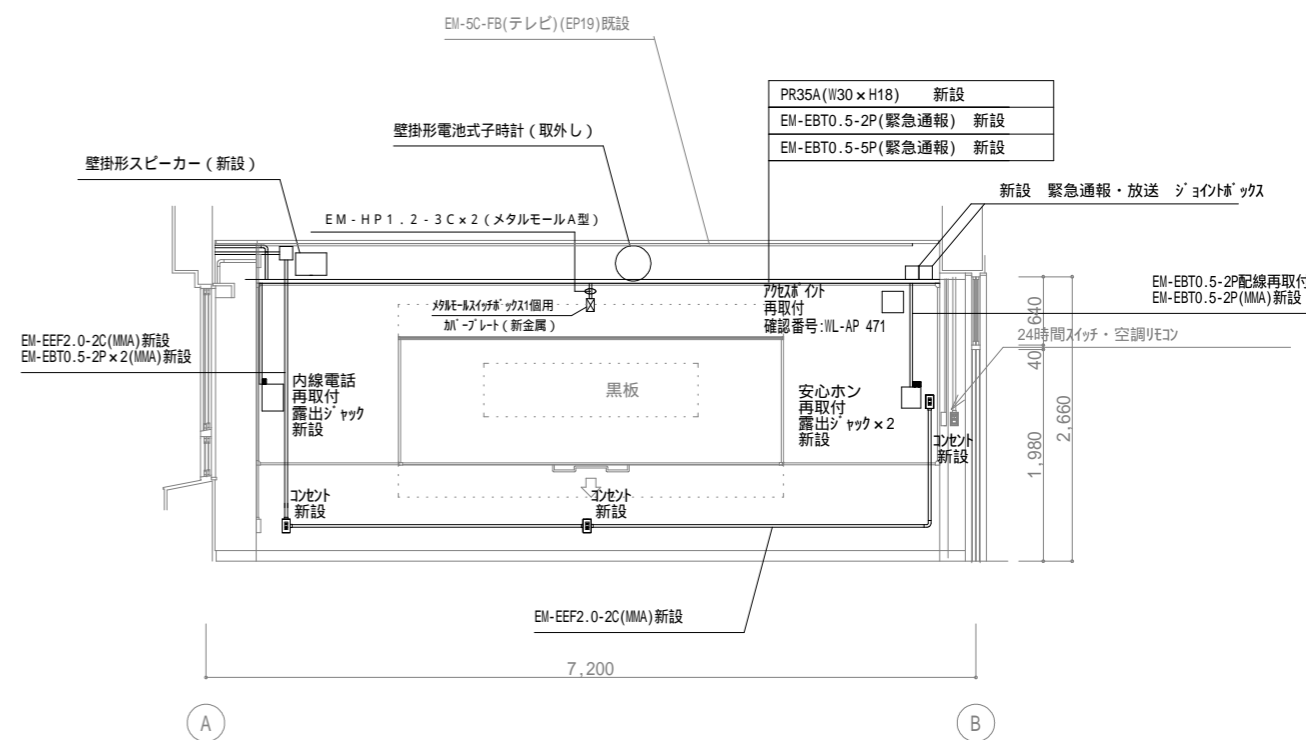 EM-5C-FB(テレビ)(EP19)既設
PR35A(W30×H18) 新設
EM-EBT0.5-2P(緊急通報) 新設
EM-EBT0.5-5P(緊急通報) 新設
壁掛形電池式子時計(取外し)
壁掛形スピーカー(新設)
新設 緊急通報・放送 ジョイントボックス
EM-HP1.2-3C×2(メタルモールA型)
EM-EBT0.5-2P配線再取付
EM-EBT0.5-2P(MMA)新設
アクセスポイント
再取付
確認番号:WL-AP 471
メタルモールスイッチボックス1個用
カバープレート(新金属)
640
24時間スイッチ・空調リモコン
EM-EEF2.0-2C(MMA)新設
EM-EBT0.5-2P×2(MMA)新設
40
内線電話
再取付
露出ジャック
新設
黒板
安心ホン
再取付
露出ジャック×2
新設
2,660
1,980
コンセント
新設
コンセント
新設
コンセント
新設
EM-EEF2.0-2C(MMA)新設
7,200
A
B